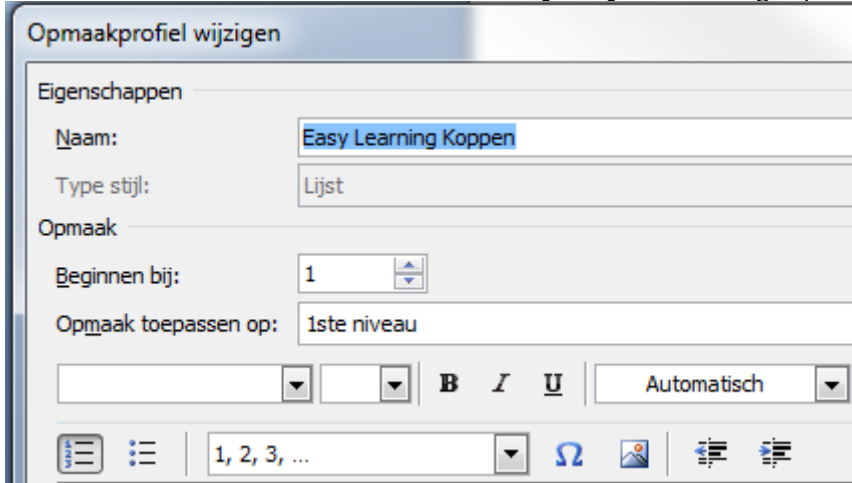 Opmaakprofiel wijzigen
Eigenschappen
Naam: Easy Learning Koppen
Type stijl: Lijst
Opmaak
Beginnen bij: 1
Opmaak toepassen op: 1ste niveau
B I U Automatisch
1, 2, 3, ... Ω